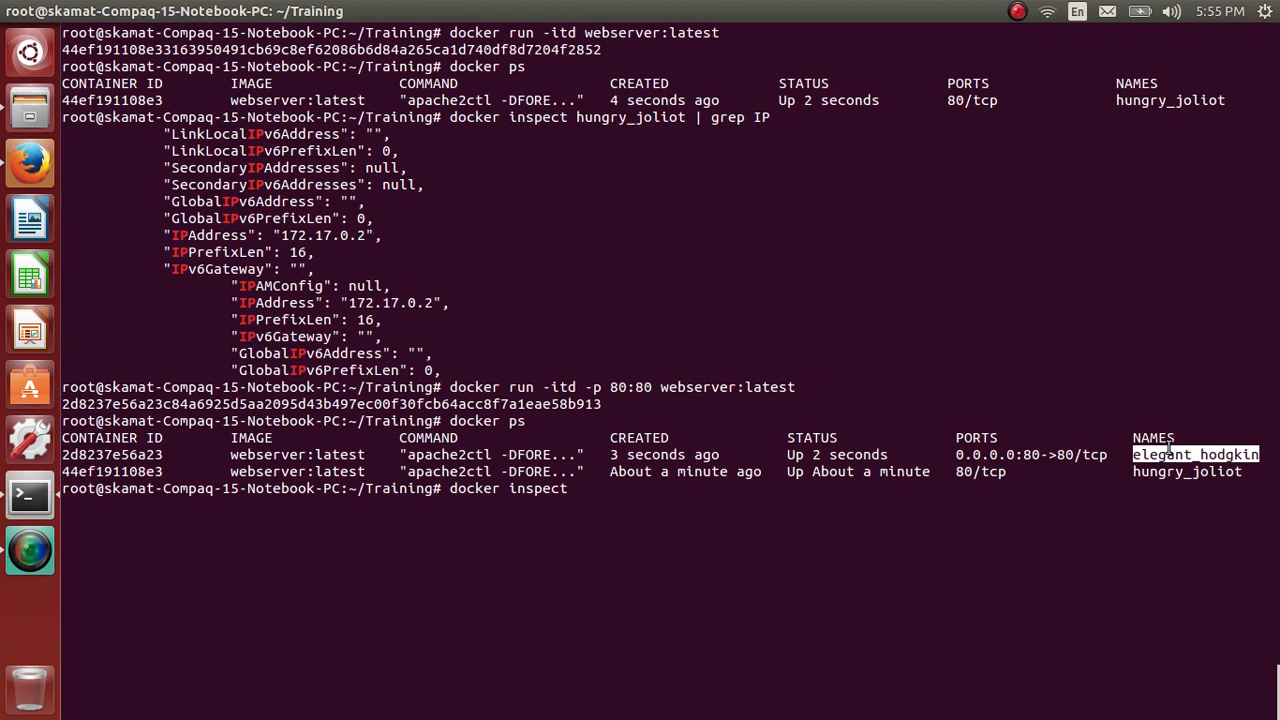 root@skamat-Compaq-15-Notebook-PC: ~/Training
En
5:55 PM
root@skamat-Compaq-15-Notebook-PC:~/Training# docker run -itd webserver:latest
44ef191108e33163950491cb69c8ef62086b6d84a265ca1d740df8d7204f2852
root@skamat-Compaq-15-Notebook-PC:~/Training# docker ps
CONTAINER ID IMAGE COMMAND CREATED STATUS PORTS NAMES
44ef191108e3 webserver:latest "apache2ctl -DFORE..." 4 seconds ago Up 2 seconds 80/tcp hungry_joliot
root@skamat-Compaq-15-Notebook-PC:~/Training# docker inspect hungry_joliot | grep IP
"LinkLocalIPv6Address": "",
"LinkLocalIPv6PrefixLen": 0,
"SecondaryIPAddresses": null,
"SecondaryIPv6Addresses": null,
"GlobalIPv6Address": "",
"GlobalIPv6PrefixLen": 0,
"IPAddress": "172.17.0.2",
"IPPrefixLen": 16,
"IPv6Gateway": "",
"IPAMConfig": null,
"IPAddress": "172.17.0.2",
"IPPrefixLen": 16,
"IPv6Gateway": "",
"GlobalIPv6Address": "",
"GlobalIPv6PrefixLen": 0,
root@skamat-Compaq-15-Notebook-PC:~/Training# docker run -itd -p 80:80 webserver:latest
2d8237e56a23c84a6925d5aa2095d43b497ec00f30fcb64acc8f7a1eae58b913
root@skamat-Compaq-15-Notebook-PC:~/Training# docker ps
CONTAINER ID IMAGE COMMAND CREATED STATUS PORTS NAMES
2d8237e56a23 webserver:latest "apache2ctl -DFORE..." 3 seconds ago Up 2 seconds 0.0.0.0:80->80/tcp elegant_hodgkin
44ef191108e3 webserver:latest "apache2ctl -DFORE..." About a minute ago Up About a minute 80/tcp hungry_joliot
root@skamat-Compaq-15-Notebook-PC:~/Training# docker inspect